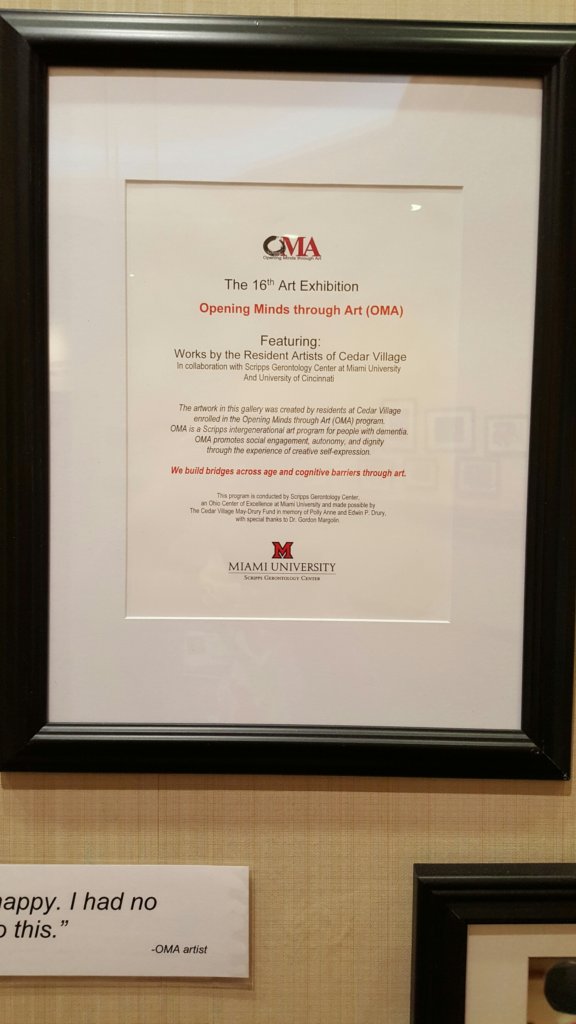 OMA
Opening Minds through Art
The 16th Art Exhibition
Opening Minds through Art (OMA)
Featuring:
Works by the Resident Artists of Cedar Village
In collaboration with Scripps Gerontology Center at Miami University
And University of Cincinnati
The artwork in this gallery was created by residents at Cedar Village
enrolled in the Opening Minds through Art (OMA) program.
OMA is a Scripps intergenerational art program for people with dementia.
OMA promotes social engagement, autonomy, and dignity
through the experience of creative self-expression.
We build bridges across age and cognitive barriers through art.
This program is conducted by Scripps Gerontology Center,
an Ohio Center of Excellence at Miami University and made possible by
The Cedar Village May-Drury Fund in memory of Polly Anne and Edwin P. Drury,
with special thanks to Dr. Gordon Margolin
M
MIAMI UNIVERSITY
SCRIPPS GERONTOLOGY CENTER
appy. I had no
o this.”
-OMA artist